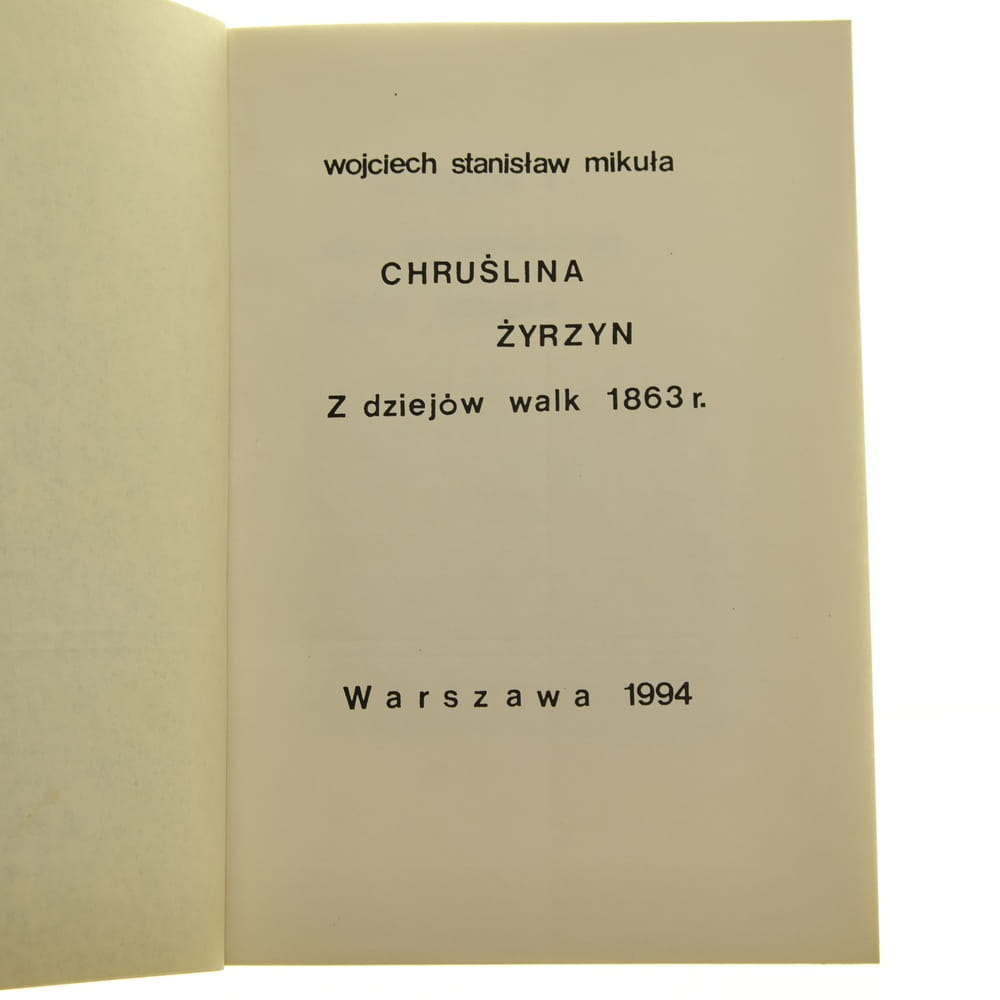 wojciech stanisław mikuła
CHRUŚLINA
ŻYRZYN
Z dziejów walk 1863 r.
Warszawa 1994